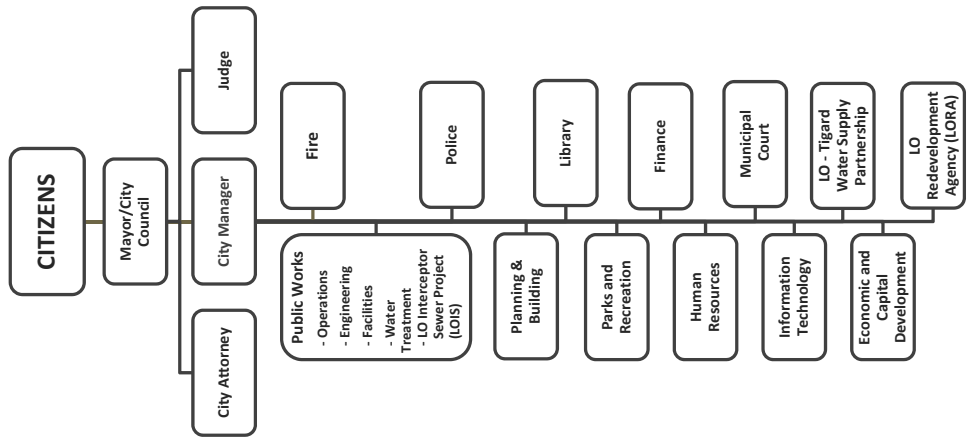 CITIZENS
Mayor/City
Council
City Attorney
City Manager
Judge
Public Works
- Operations
- Engineering
- Facilities
- Water
Treatment
- LO Interceptor
Sewer Project
(LOIS)
Fire
Police
Planning &
Building
Library
Parks and
Recreation
Finance
Human
Resources
Municipal
Court
Information
Technology
LO - Tigard
Water Supply
Partnership
Economic and
Capital
Development
LO
Redevelopment
Agency (LORA)